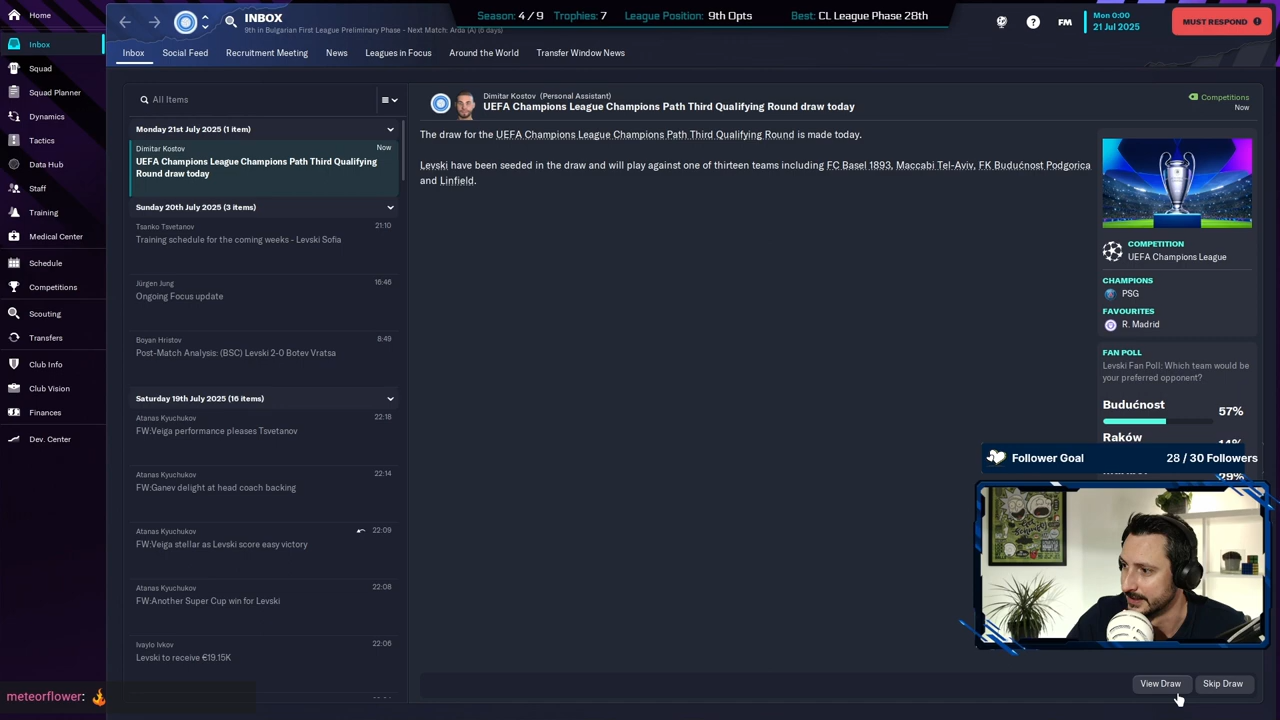 Home
Inbox
Squad
Squad Planner
Dynamics
Tactics
Data Hub
Staff
Training
Medical Center
Schedule
Competitions
Scouting
Transfers
Club Info
Club Vision
Finances
Dev. Center
INBOX
9th in Bulgarian First League Preliminary Phase - Next Match: Arda (A) (6 days)
Season: 4 / 9 Trophies: 7 League Position: 9th 0pts Best: CL League Phase 28th
FM
Mon 0:00
21 Jul 2025
MUST RESPOND
Inbox Social Feed Recruitment Meeting News Leagues in Focus Around the World Transfer Window News
All Items
Monday 21st July 2025 (1 item)
Dimitar Kostov Now
UEFA Champions League Champions Path Third Qualifying
Round draw today
Sunday 20th July 2025 (3 items)
Tsanko Tsvetanov 21:10
Training schedule for the coming weeks - Levski Sofia
Jürgen Jung 16:46
Ongoing Focus update
Boyan Hristov 8:49
Post-Match Analysis: (BSC) Levski 2-0 Botev Vratsa
Saturday 19th July 2025 (16 items)
Atanas Kyuchukov 22:18
FW:Veiga performance pleases Tsvetanov
Atanas Kyuchukov 22:14
FW:Ganev delight at head coach backing
Atanas Kyuchukov 22:09
FW:Veiga stellar as Levski score easy victory
Atanas Kyuchukov 22:08
FW:Another Super Cup win for Levski
Ivaylo Ivkov 22:06
Levski to receive €19.15K
Dimitar Kostov (Personal Assistant)
UEFA Champions League Champions Path Third Qualifying Round draw today
Competitions
Now
The draw for the UEFA Champions League Champions Path Third Qualifying Round is made today.
Levski have been seeded in the draw and will play against one of thirteen teams including FC Basel 1893, Maccabi Tel-Aviv, FK Budućnost Podgorica
and Linfield.
COMPETITION
UEFA Champions League
CHAMPIONS
PSG
FAVOURITES
R. Madrid
FAN POLL
Levski Fan Poll: Which team would be
your preferred opponent?
Budućnost 57%
Raków 14%
29%
Follower Goal 28 / 30 Followers
View Draw Skip Draw
meteorflower: